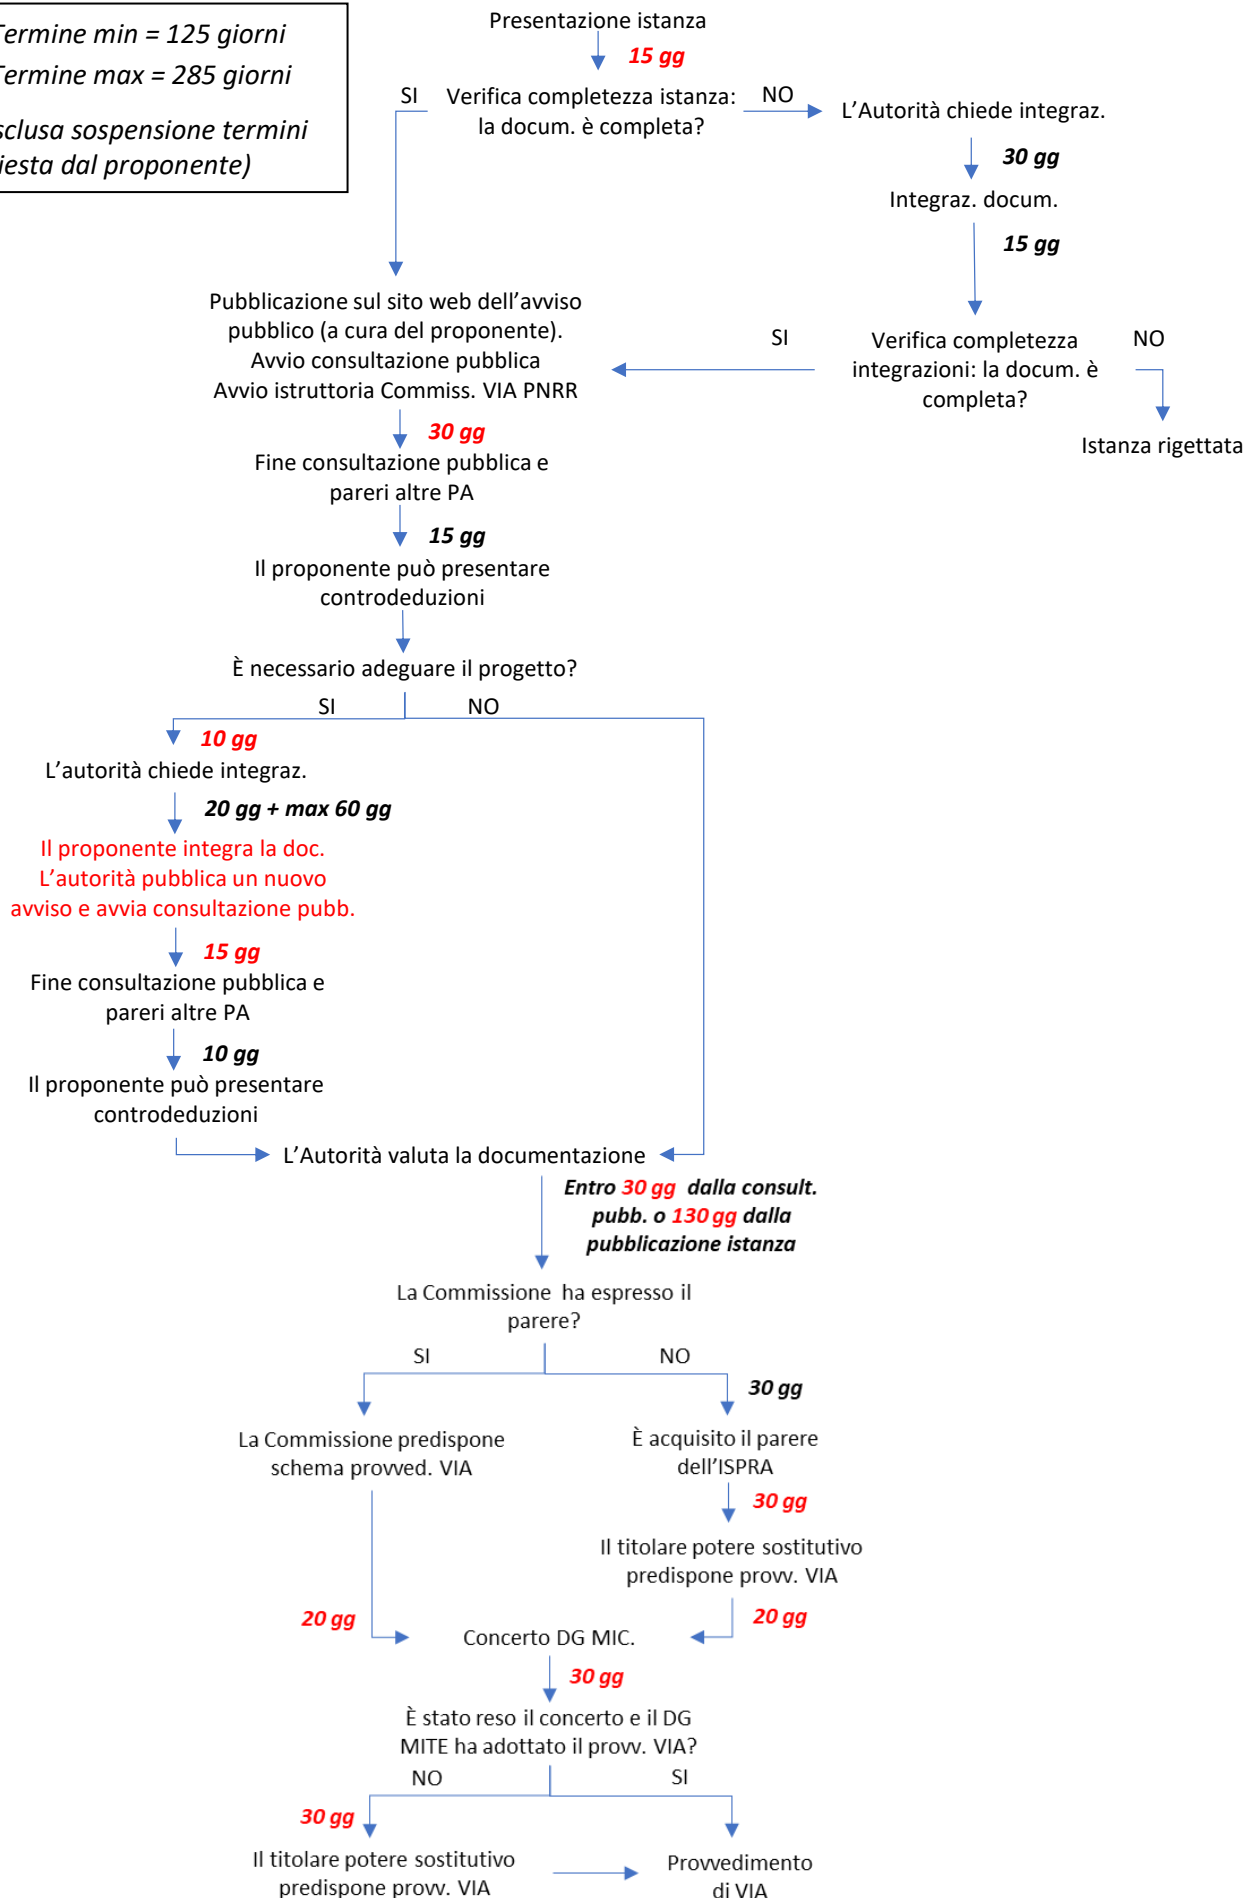 Termine min = 125 giorni
Termine max = 285 giorni
sclusa sospensione termini
iesta dal proponente)
Presentazione istanza
15 gg
SI
Verifica completezza istanza:
la docum. è completa?
NO
L’Autorità chiede integraz.
30 gg
Integraz. docum.
15 gg
Pubblicazione sul sito web dell’avviso
pubblico (a cura del proponente).
Avvio consultazione pubblica
Avvio istruttoria Commiss. VIA PNRR
SI
Verifica completezza
integrazioni: la docum. è
completa?
NO
Istanza rigettata
30 gg
Fine consultazione pubblica e
pareri altre PA
15 gg
Il proponente può presentare
controdeduzioni
È necessario adeguare il progetto?
SI
NO
10 gg
L’autorità chiede integraz.
20 gg + max 60 gg
Il proponente integra la doc.
L’autorità pubblica un nuovo
avviso e avvia consultazione pubb.
15 gg
Fine consultazione pubblica e
pareri altre PA
10 gg
Il proponente può presentare
controdeduzioni
L’Autorità valuta la documentazione
Entro 30 gg dalla consult.
pubb. o 130 gg dalla
pubblicazione istanza
La Commissione ha espresso il
parere?
SI
NO
30 gg
La Commissione predispone
schema provved. VIA
È acquisito il parere
dell’ISPRA
30 gg
Il titolare potere sostitutivo
predispone provv. VIA
20 gg
20 gg
Concerto DG MIC.
30 gg
È stato reso il concerto e il DG
MITE ha adottato il provv. VIA?
NO
SI
30 gg
Il titolare potere sostitutivo
predispone provv. VIA
Provvedimento
di VIA